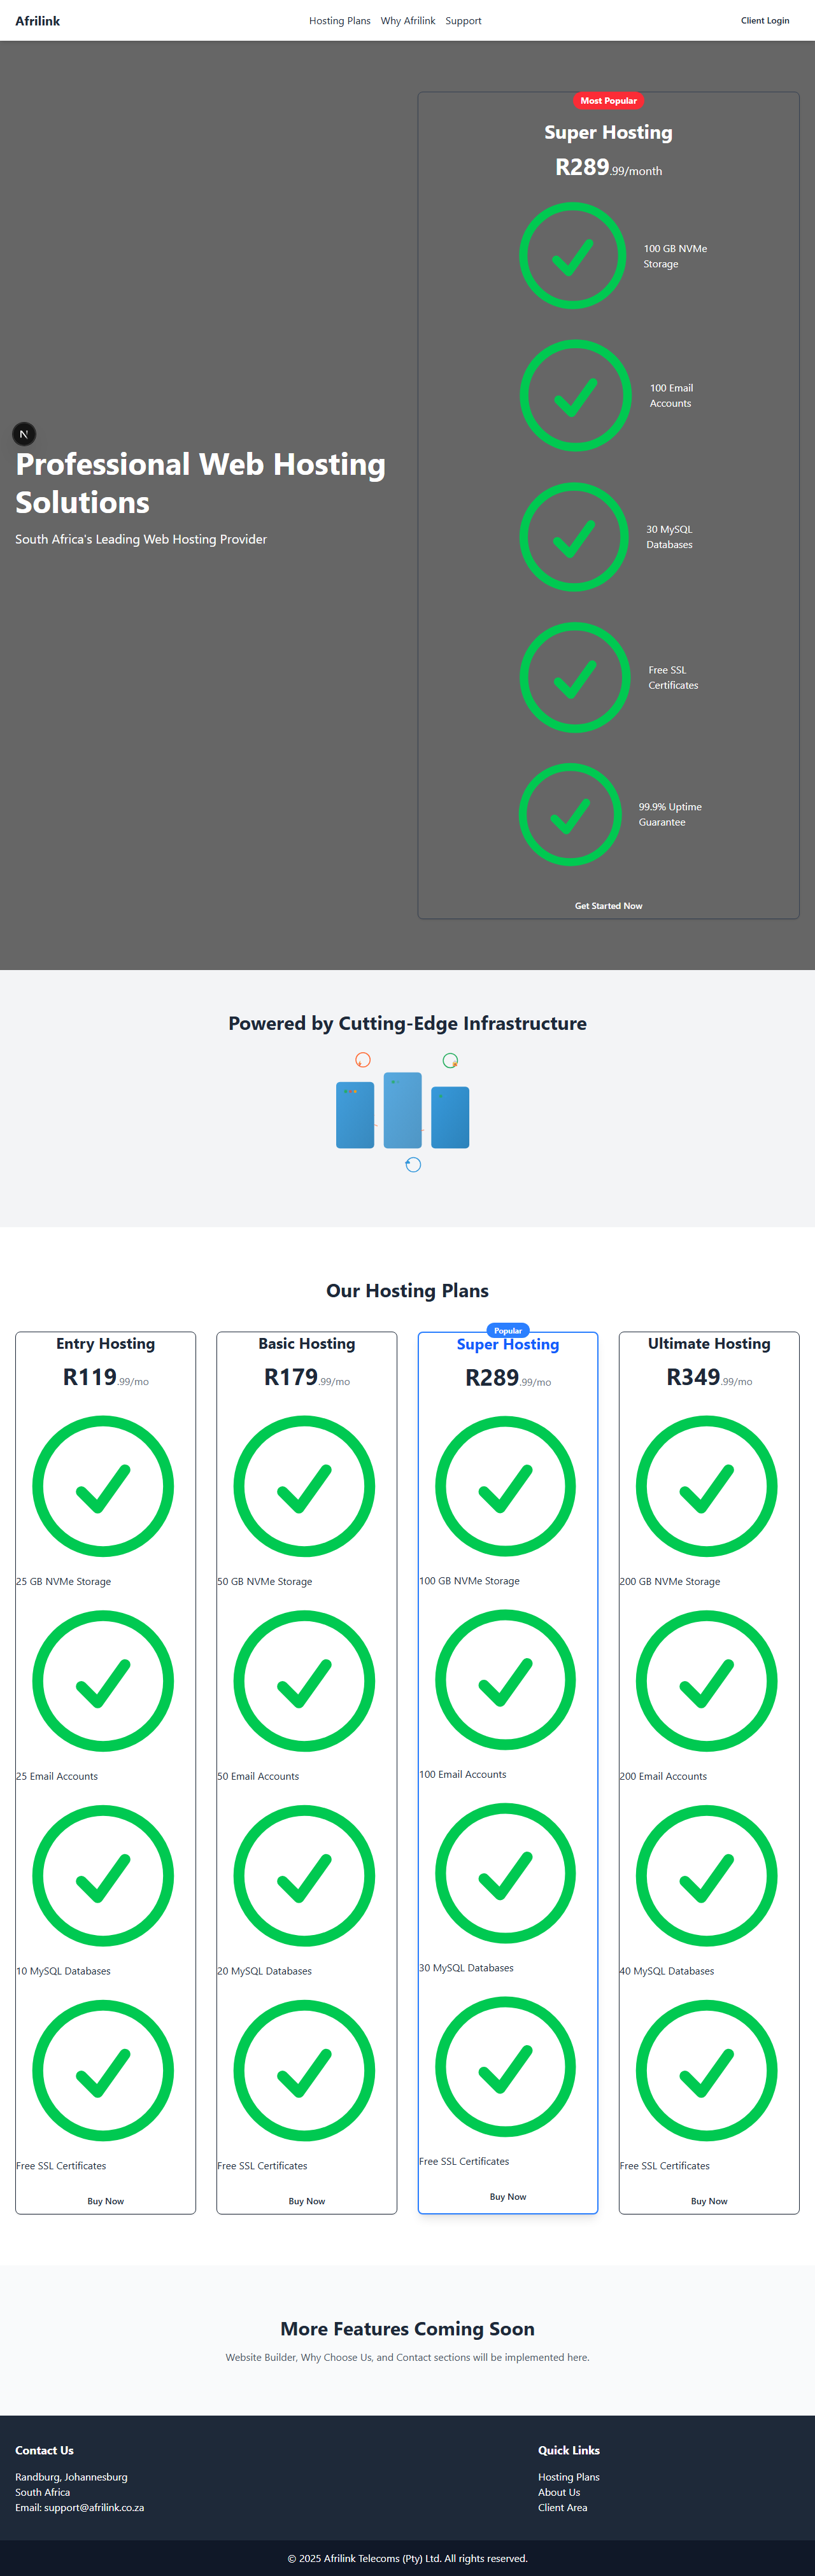 Afrilink
Hosting Plans
Why Afrilink
Support
Client Login
Most Popular
Super Hosting
R289.99/month
100 GB NVMe
Storage
100 Email
Accounts
30 MySQL
Databases
Free SSL
Certificates
99.9% Uptime
Guarantee
Get Started Now
N
Professional Web Hosting
Solutions
South Africa's Leading Web Hosting Provider
Powered by Cutting-Edge Infrastructure
Our Hosting Plans
Entry Hosting
R119.99/mo
25 GB NVMe Storage
25 Email Accounts
10 MySQL Databases
Free SSL Certificates
Buy Now
Basic Hosting
R179.99/mo
50 GB NVMe Storage
50 Email Accounts
20 MySQL Databases
Free SSL Certificates
Buy Now
Popular
Super Hosting
R289.99/mo
100 GB NVMe Storage
100 Email Accounts
30 MySQL Databases
Free SSL Certificates
Buy Now
Ultimate Hosting
R349.99/mo
200 GB NVMe Storage
200 Email Accounts
40 MySQL Databases
Free SSL Certificates
Buy Now
More Features Coming Soon
Website Builder, Why Choose Us, and Contact sections will be implemented here.
Contact Us
Randburg, Johannesburg
South Africa
Email: support@afrilink.co.za
Quick Links
Hosting Plans
About Us
Client Area
© 2025 Afrilink Telecoms (Pty) Ltd. All rights reserved.